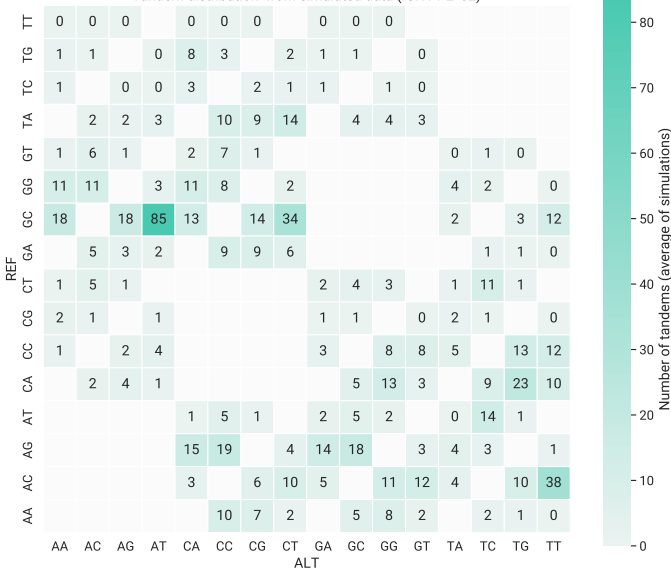 TT 0 0 0 0 0 0 0 0 0
TG 1 1 0 8 3 2 1 1 0
TC 1 0 0 3 2 1 1 1 0
TA 2 2 3 10 9 14 4 4 3
GT 1 6 1 2 7 1 0 1 0
GG 11 11 3 11 8 2 4 2 0
GC 18 18 85 13 14 34 2 3 12
GA 5 3 2 9 9 6 1 1 0
CT 1 5 1 2 4 3 1 11 1
CG 2 1 1 1 1 0 2 1 0
CC 1 2 4 3 8 8 5 13 12
CA 2 4 1 5 13 3 9 23 10
AT 1 5 1 2 5 2 0 14 1
AG 15 19 4 14 18 3 4 3 1
AC 3 6 10 5 11 12 4 10 38
AA 10 7 2 5 8 2 2 1 0
AA AC AG AT CA CC CG CT GA GC GG GT TA TC TG TT
ALT
REF
80
70
60
50
40
30
20
10
0
Number of tandems (average of simulations)